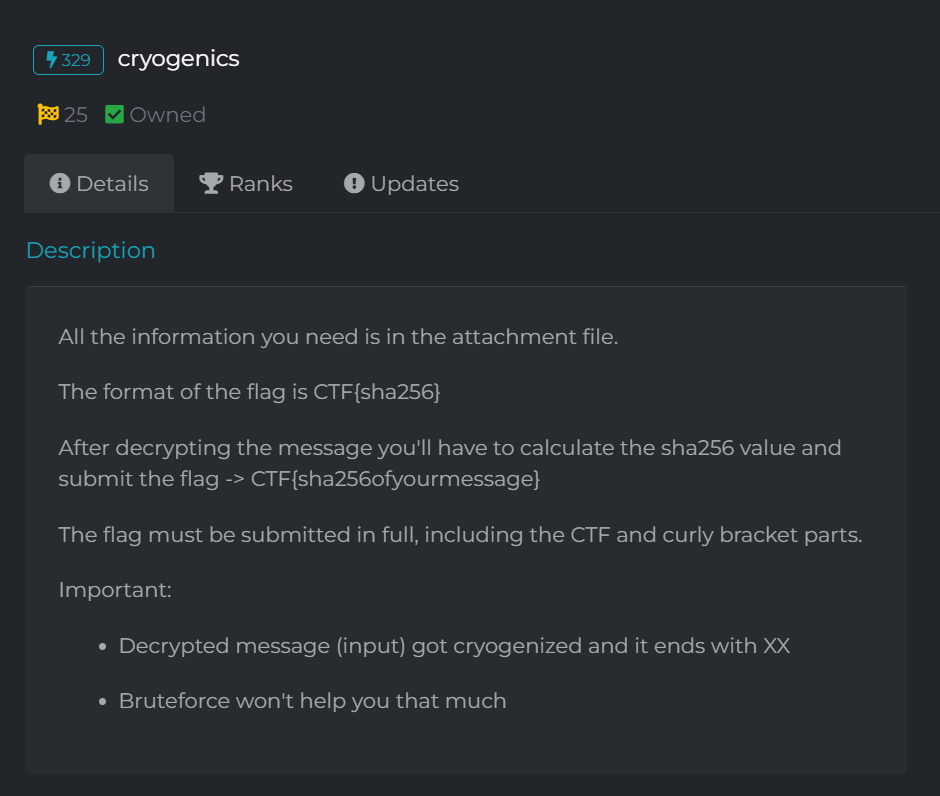 329 cryogenics
25 Owned
Details Ranks Updates
Description
All the information you need is in the attachment file.
The format of the flag is CTF{sha256}
After decrypting the message you'll have to calculate the sha256 value and
submit the flag -> CTF{sha256ofyourmessage}
The flag must be submitted in full, including the CTF and curly bracket parts.
Important:
• Decrypted message (input) got cryogenized and it ends with XX
• Bruteforce won't help you that much